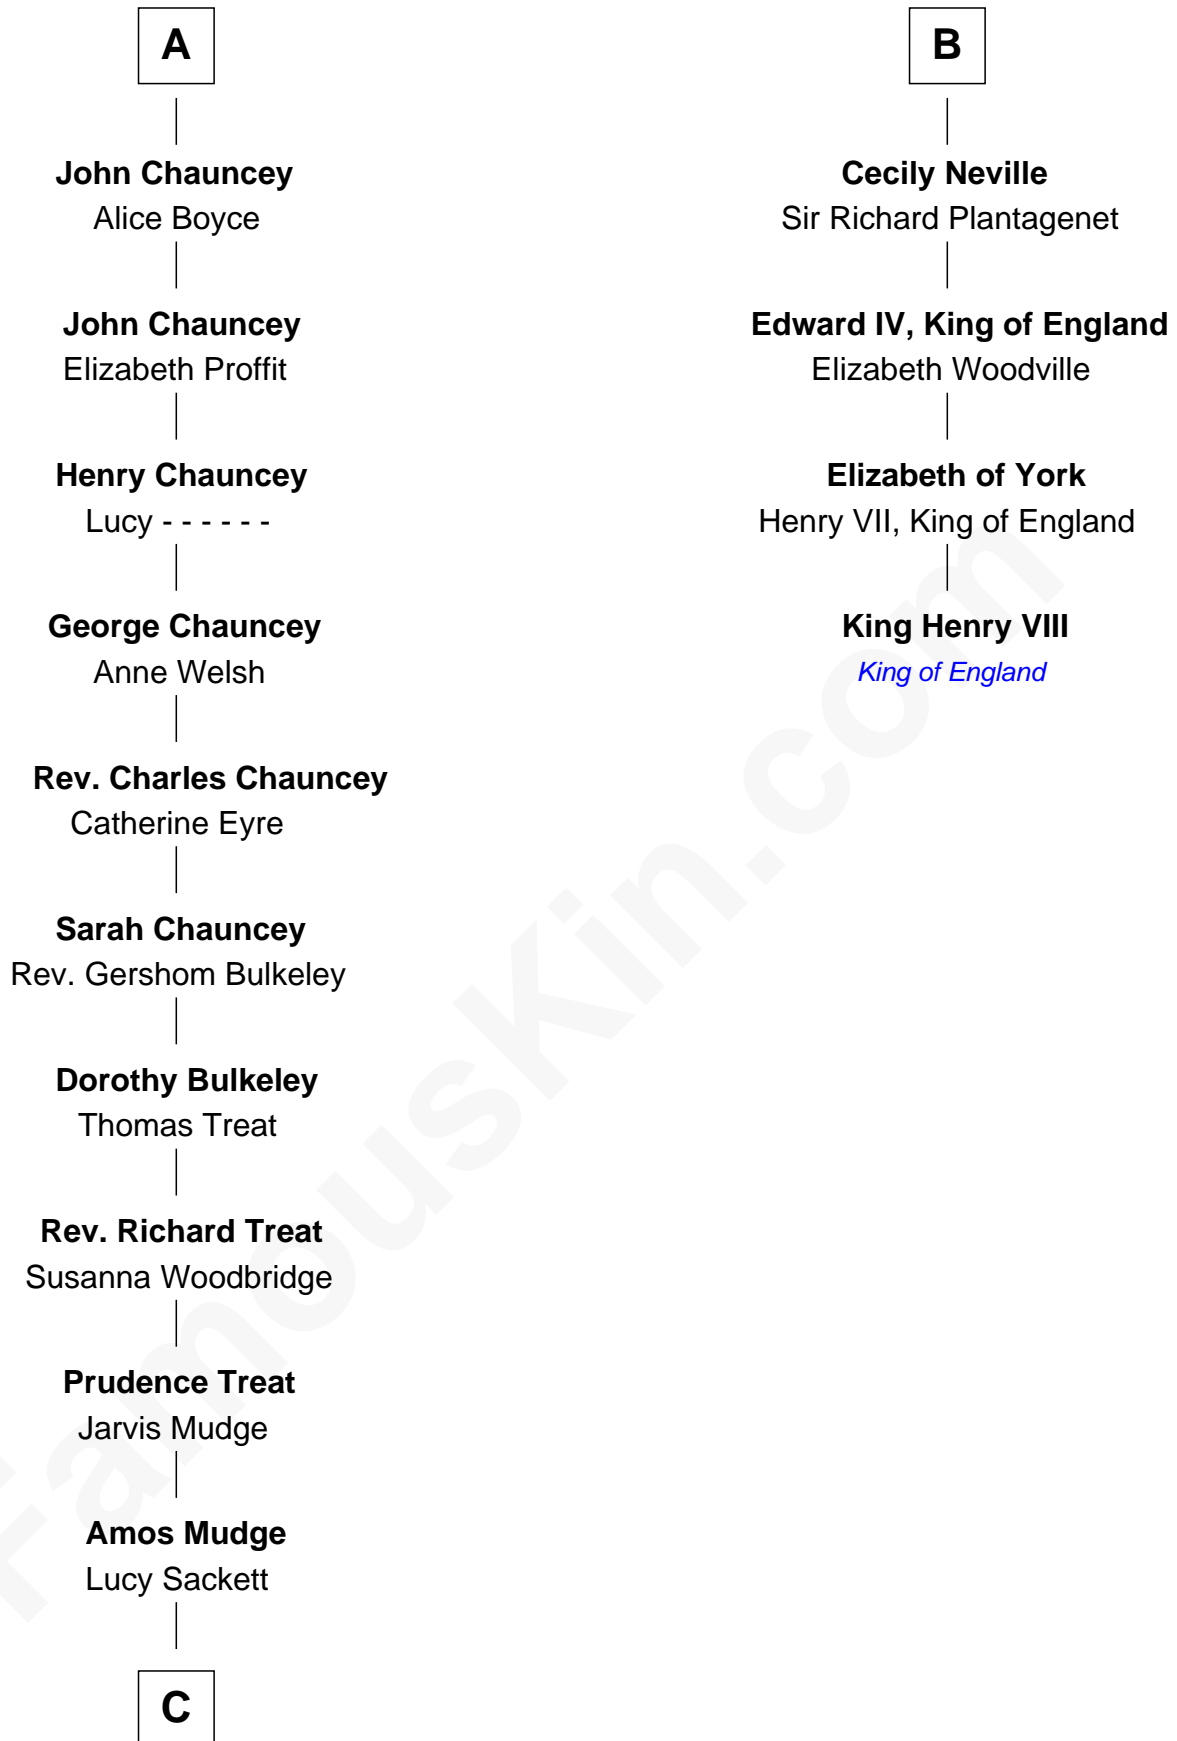 A
John Chauncey
Alice Boyce
John Chauncey
Elizabeth Proffit
Henry Chauncey
Lucy - - - - - -
George Chauncey
Anne Welsh
Rev. Charles Chauncey
Catherine Eyre
Sarah Chauncey
Rev. Gershom Bulkeley
Dorothy Bulkeley
Thomas Treat
Rev. Richard Treat
Susanna Woodbridge
Prudence Treat
Jarvis Mudge
Amos Mudge
Lucy Sackett
C
B
Cecily Neville
Sir Richard Plantagenet
Edward IV, King of England
Elizabeth Woodville
Elizabeth of York
Henry VII, King of England
King Henry VIII
King of England
FamousKin.com